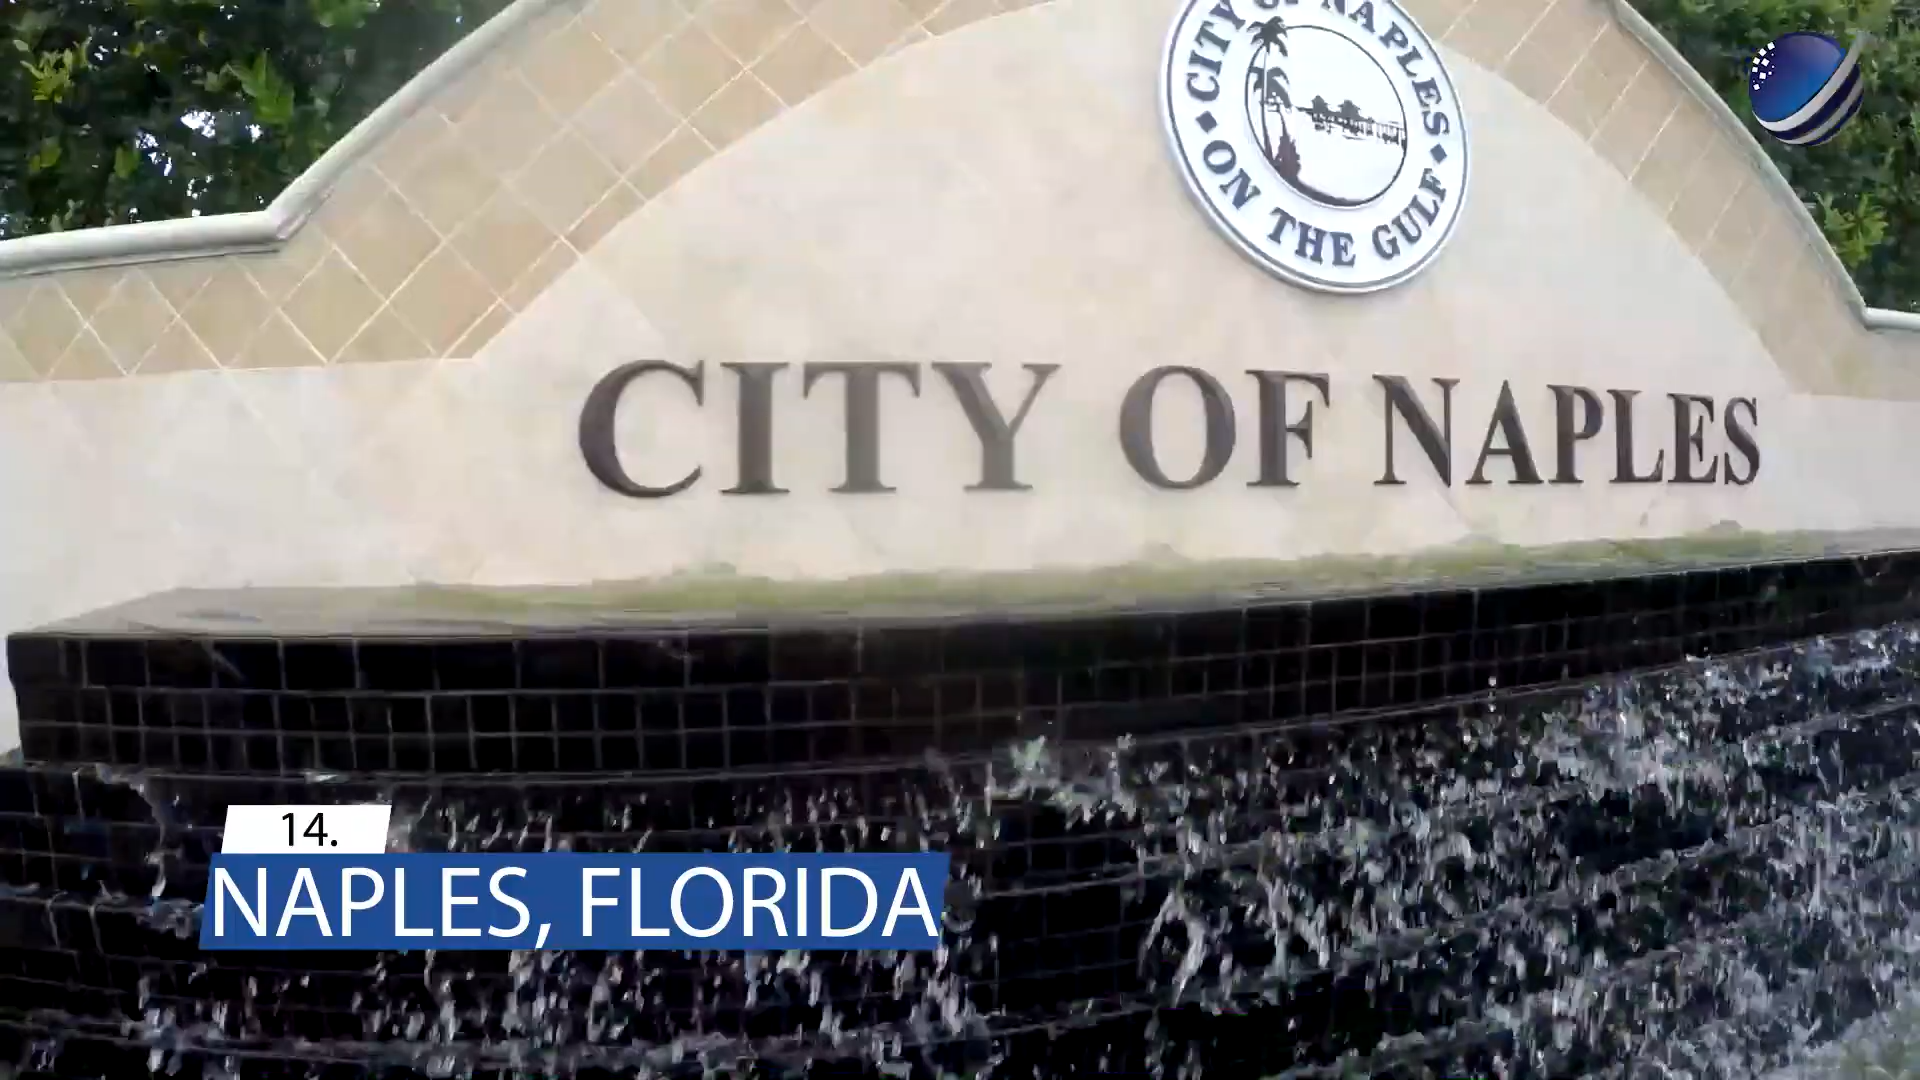 CITY OF NAPLES
ON THE GULF
CITY OF NAPLES
14.
NAPLES, FLORIDA